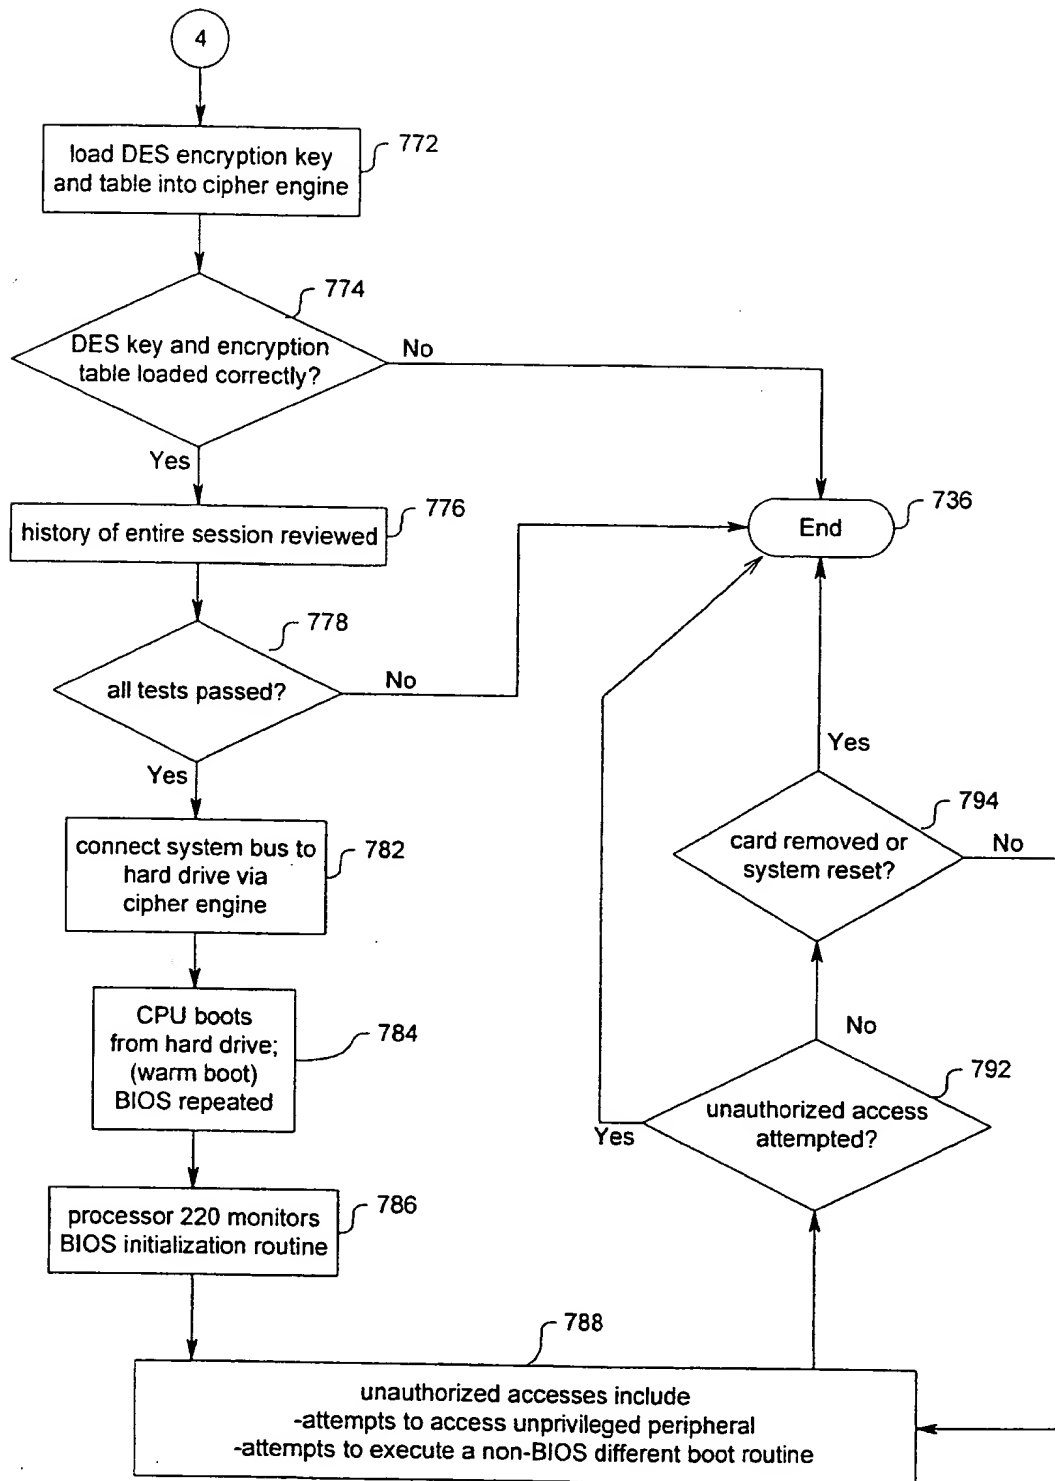 4
load DES encryption key
and table into cipher engine
772
774
DES key and encryption
table loaded correctly?
No
Yes
history of entire session reviewed
776
End
736
778
all tests passed?
No
Yes
connect system bus to
hard drive via
cipher engine
782
CPU boots
from hard drive;
(warm boot)
BIOS repeated
784
processor 220 monitors
BIOS initialization routine
786
Yes
794
card removed or
system reset?
No
No
792
unauthorized access
attempted?
Yes
788
unauthorized accesses include
-attempts to access unprivileged peripheral
-attempts to execute a non-BIOS different boot routine